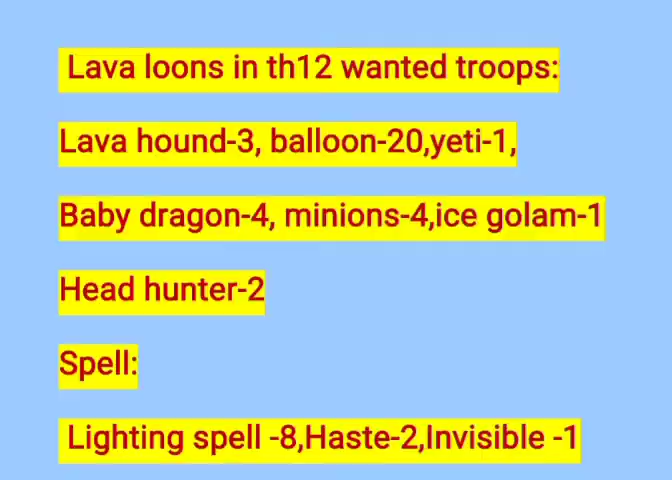 Lava loons in th12 wanted troops:
Lava hound-3, balloon-20,yeti-1,
Baby dragon-4, minions-4,ice golam-1
Head hunter-2
Spell:
Lighting spell -8,Haste-2,Invisible -1